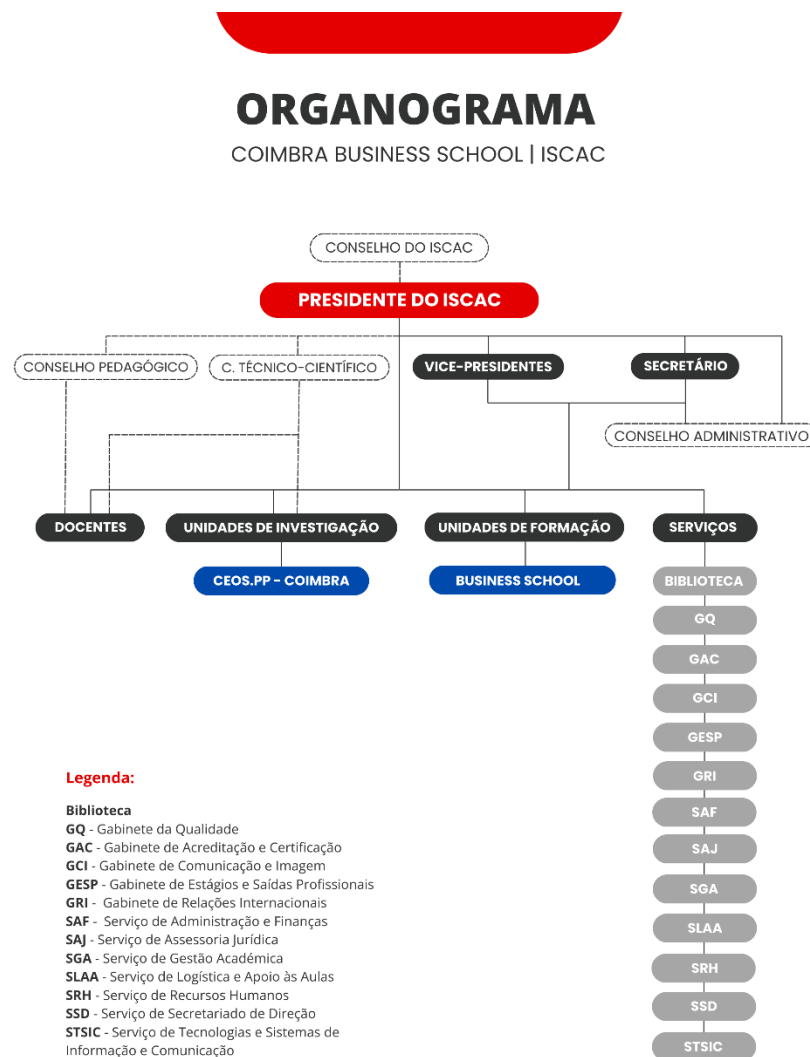 ORGANOGRAMA
COIMBRA BUSINESS SCHOOL | ISCAC
CONSELHO DO ISCAC
PRESIDENTE DO ISCAC
CONSELHO PEDAGÓGICO
C. TÉCNICO-CIENTÍFICO
VICE-PRESIDENTES
SECRETÁRIO
CONSELHO ADMINISTRATIVO
DOCENTES
UNIDADES DE INVESTIGAÇÃO
UNIDADES DE FORMAÇÃO
SERVIÇOS
CEOS.PP - COIMBRA
BUSINESS SCHOOL
BIBLIOTECA
GQ
GAC
GCI
GESP
GRI
SAF
SAJ
SGA
SLAA
SRH
SSD
STSIC
Legenda:
Biblioteca
GQ - Gabinete da Qualidade
GAC - Gabinete de Acreditação e Certificação
GCI - Gabinete de Comunicação e Imagem
GESP - Gabinete de Estágios e Saídas Profissionais
GRI - Gabinete de Relações Internacionais
SAF - Serviço de Administração e Finanças
SAJ - Serviço de Assessoria Jurídica
SGA - Serviço de Gestão Académica
SLAA - Serviço de Logística e Apoio às Aulas
SRH - Serviço de Recursos Humanos
SSD - Serviço de Secretariado de Direção
STSIC - Serviço de Tecnologias e Sistemas de
Informação e Comunicação